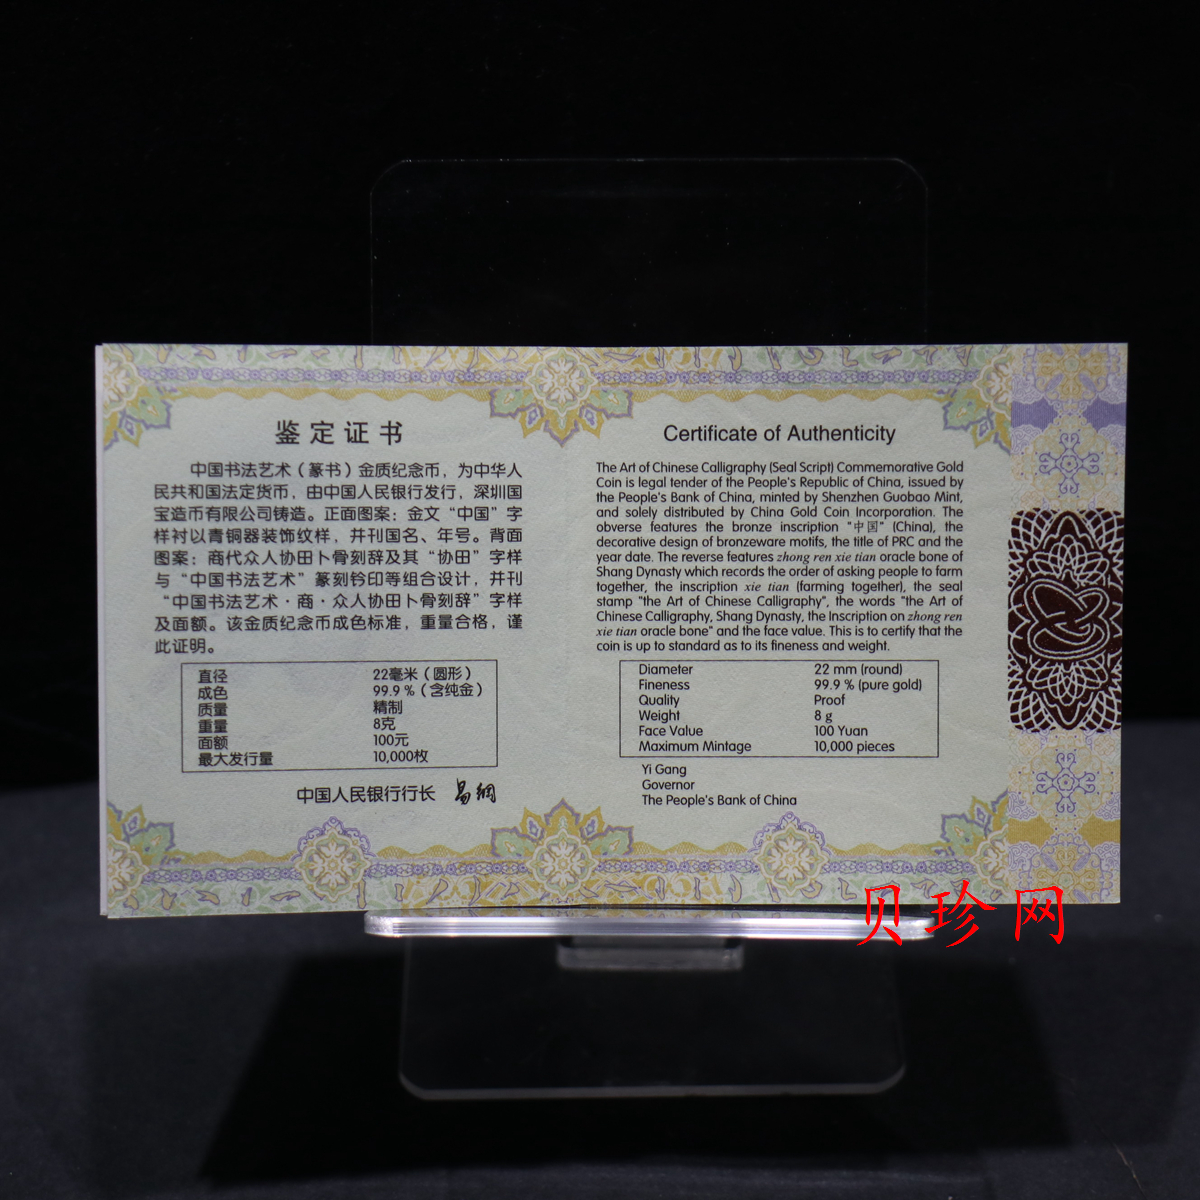 鉴定证书
中国书法艺术（篆书）金质纪念币，为中华人
民共和国法定货币，由中国人民银行发行，深圳国
宝造币有限公司铸造。正面图案：金文“中国”字
样衬以青铜器装饰纹样，并刊国名、年号。背面
图案：商代众人协田卜骨刻辞及其“协田”字样
与“中国书法艺术”篆刻钤印等组合设计，并刊
“中国书法艺术·商·众人协田卜骨刻辞”字样
及面额。该金质纪念币成色标准，重量合格，谨
此证明。
直径 22毫米（圆形）
成色 99.9 %（含纯金）
质量 精制
重量 8克
面额 100元
最大发行量 10,000枚
中国人民银行行长 易纲
Certificate of Authenticity
The Art of Chinese Calligraphy (Seal Script) Commemorative Gold
Coin is legal tender of the People's Republic of China, issued by
the People's Bank of China, minted by Shenzhen Guobao Mint,
and solely distributed by China Gold Coin Incorporation. The
obverse features the bronze inscription "中国" (China), the
decorative design of bronzeware motifs, the title of PRC and the
year date. The reverse features zhong ren xie tian oracle bone of
Shang Dynasty which records the order of asking people to farm
together, the inscription xie tian (farming together), the seal
stamp "the Art of Chinese Calligraphy", the words "the Art of
Chinese Calligraphy, Shang Dynasty, the Inscription on zhong ren
xie tian oracle bone" and the face value. This is to certify that the
coin is up to standard as to its fineness and weight.
Diameter 22 mm (round)
Fineness 99.9 % (pure gold)
Quality Proof
Weight 8 g
Face Value 100 Yuan
Maximum Mintage 10,000 pieces
Yi Gang
Governor
The People's Bank of China
贝珍网